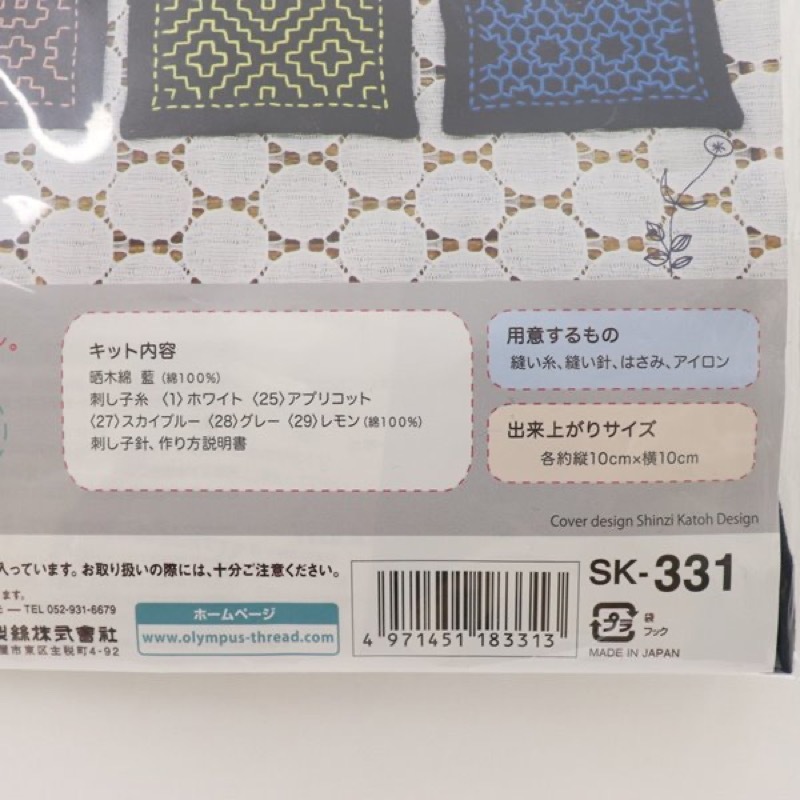 キット内容
晒木綿 藍 (綿100%)
刺し子糸 〈1〉ホワイト 〈25〉アプリコット
〈27〉スカイブルー 〈28〉グレー 〈29〉レモン (綿100%)
刺し子針、作り方説明書
用意するもの
縫い糸、縫い針、はさみ、アイロン
出来上がりサイズ
各約縦10cm×横10cm
Cover design Shinzi Katoh Design
入っています。お取り扱いの際には、十分ご注意ください。
ます。
TEL 052-931-6679
製絲株式會社
屋市東区主税町4-92
ホームページ
www.olympus-thread.com
4 971451 183313
SK-331
プラ
袋
フック
MADE IN JAPAN